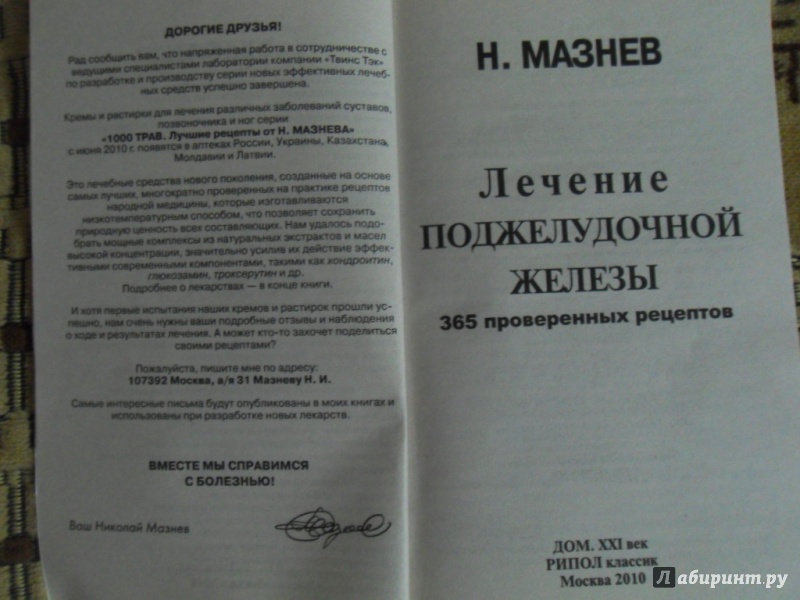 ДОРОГИЕ ДРУЗЬЯ!
Рад сообщить вам, что напряженная работа в сотрудничестве с
ведущими специалистами лаборатории компании «Твинс Тэк»
по разработке и производству серии новых эффективных лечеб-
ных средств успешно завершена.
Кремы и растирки для лечения различных заболеваний суставов,
позвоночника и ног серии
«1000 ТРАВ. Лучшие рецепты от Н. МАЗНЕВА»
с июня 2010 г. появятся в аптеках России, Украины, Казахстана,
Молдавии и Латвии.
Это лечебные средства нового поколения, созданные на основе
самых лучших, многократно проверенных на практике рецептов
народной медицины, которые изготавливаются
низкотемпературным способом, что позволяет сохранить
природную ценность всех составляющих. Нам удалось подо-
брать мощные комплексы из натуральных экстрактов и масел
высокой концентрации, значительно усилив их действие эффек-
тивными современными компонентами, такими как хондроитин,
глюкозамин, троксерутин и др.
Подробнее о лекарствах — в конце книги.
И хотя первые испытания наших кремов и растирок прошли ус-
пешно, нам очень нужны ваши подробные отзывы и наблюдения
о ходе и результатах лечения. А может кто-то захочет поделиться
своими рецептами?
Пожалуйста, пишите мне по адресу:
107392 Москва, а/я 31 Мазневу Н. И.
Самые интересные письма будут опубликованы в моих книгах и
использованы при разработке новых лекарств.
ВМЕСТЕ МЫ СПРАВИМСЯ
С БОЛЕЗНЬЮ!
Ваш Николай Мазнев
Н. МАЗНЕВ
Лечение
ПОДЖЕЛУДОЧНОЙ
ЖЕЛЕЗЫ
365 проверенных рецептов
ДОМ. XXI век
РИПОЛ классик
Москва 2010
Лабиринт.ру